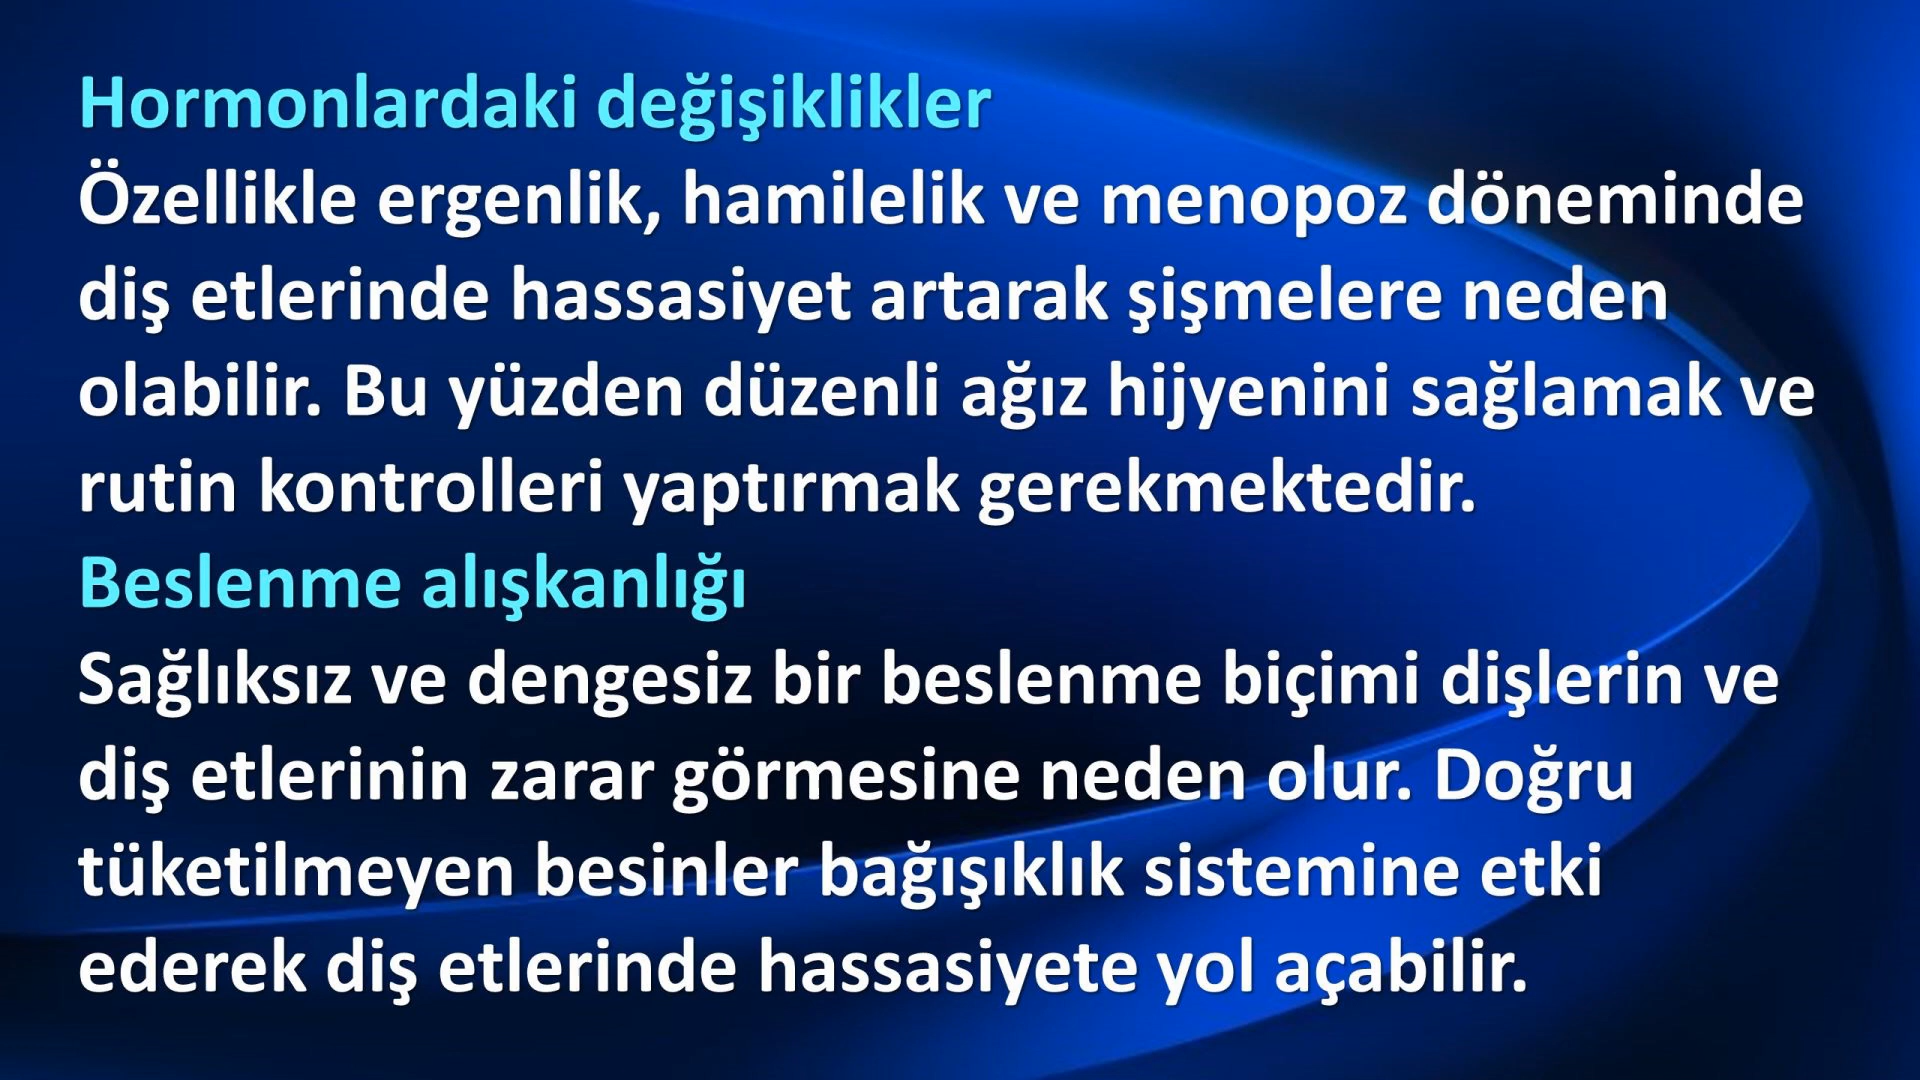 Hormonlardaki değişiklikler
Özellikle ergenlik, hamilelik ve menopoz döneminde
diş etlerinde hassasiyet artarak şişmelere neden
olabilir. Bu yüzden düzenli ağız hijyenini sağlamak ve
rutin kontrolleri yaptırmak gerekmektedir.
Beslenme alışkanlığı
Sağlıksız ve dengesiz bir beslenme biçimi dişlerin ve
diş etlerinin zarar görmesine neden olur. Doğru
tüketilmeyen besinler bağışıklık sistemine etki
ederek diş etlerinde hassasiyete yol açabilir.